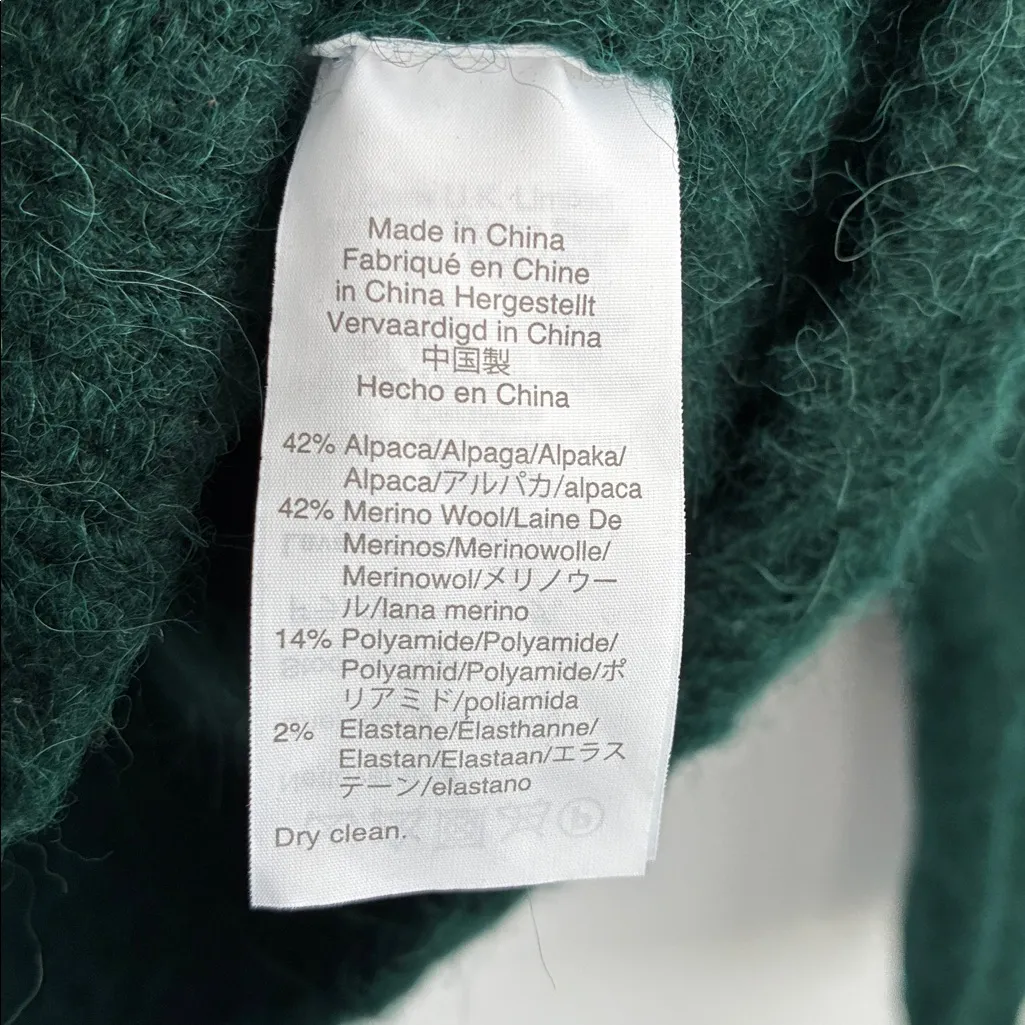 Made in China
Fabriqué en Chine
in China Hergestellt
Vervaardigd in China
中国製
Hecho en China
42% Alpaca/Alpaga/Alpaka/
Alpaca/アルパカ/alpaca
42% Merino Wool/Laine De
Merinos/Merinowolle/
Merinowol/メリノウー
ル/lana merino
14% Polyamide/Polyamide/
Polyamid/Polyamide/ポ
リアミド/poliamida
2% Elastane/Élasthanne/
Elastan/Elastaan/エラス
テーン/elastano
Dry clean.